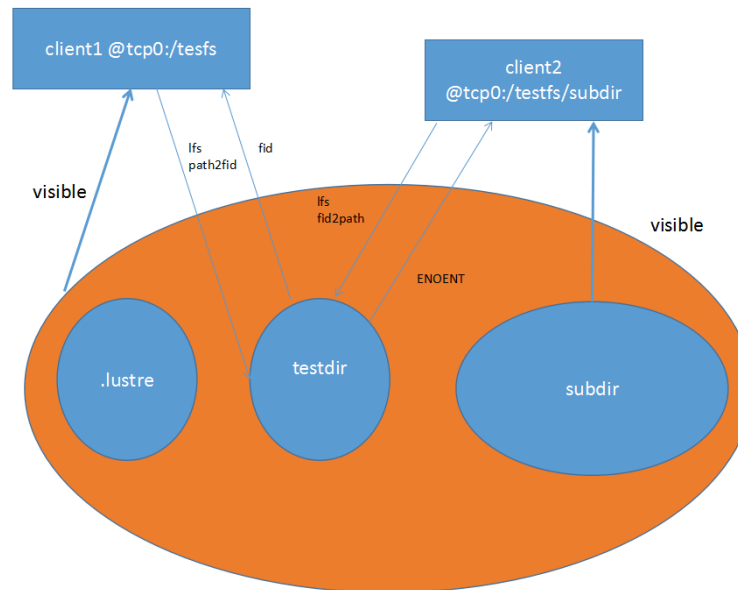 client1 @tcp0:/tesfs
client2
@tcp0:/testfs/subdir
lfs
path2fid
fid
visible
lfs
fid2path
visible
ENOENT
.lustre
testdir
subdir